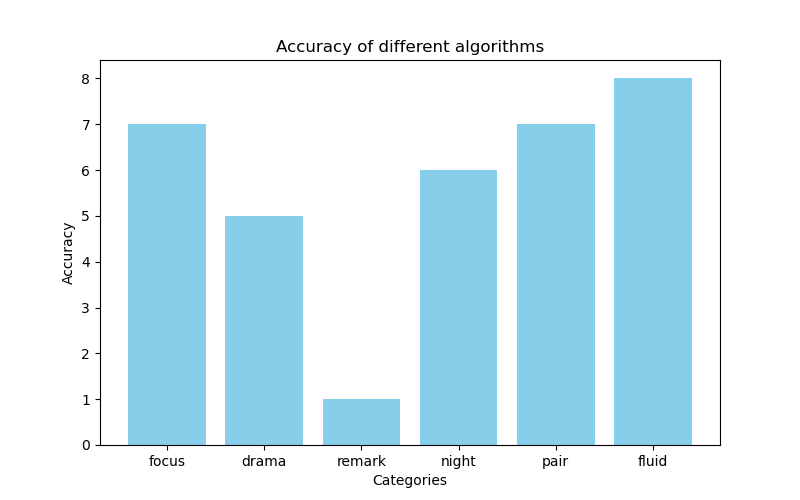 Accuracy of different algorithms
Accuracy
8
7
6
5
4
3
2
1
0
focus drama remark night pair fluid
Categories